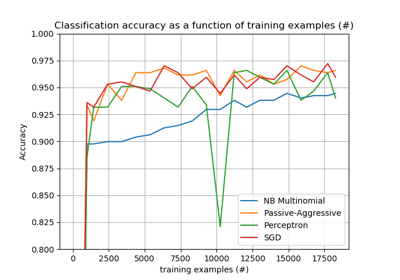 Classification accuracy as a function of training examples (#)
1.000
0.975
0.950
0.925
0.900
0.875
0.850
0.825
0.800
Accuracy
NB Multinomial
Passive-Aggressive
Perceptron
SGD
0 2500 5000 7500 10000 12500 15000 17500
training examples (#)